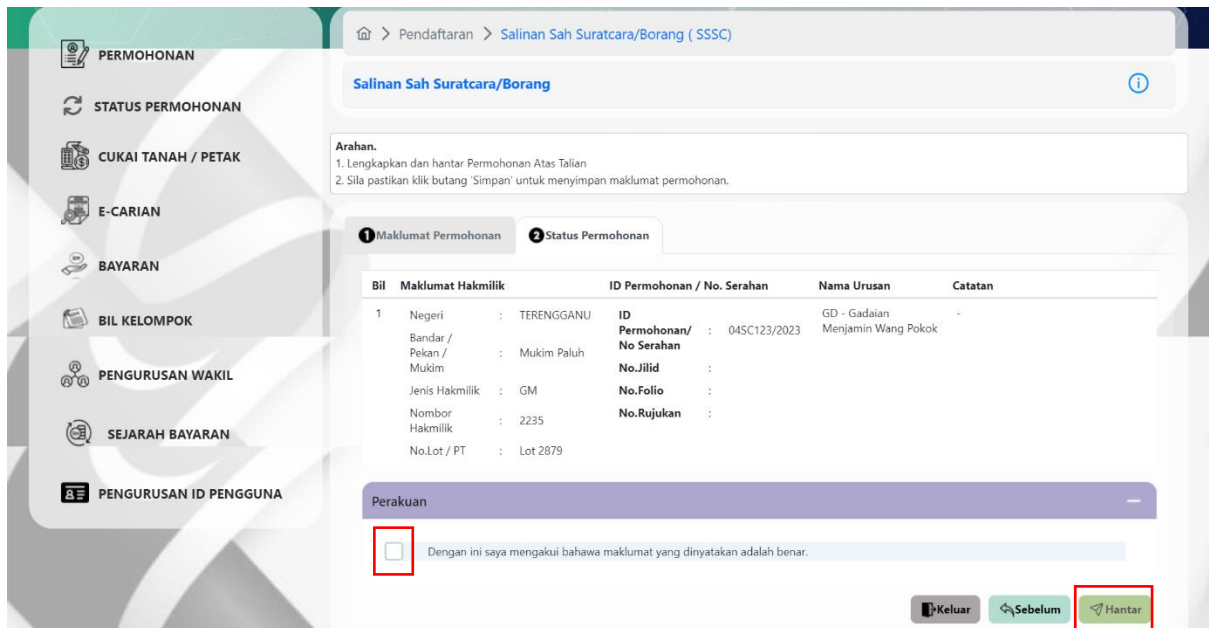 PERMOHONAN
STATUS PERMOHONAN
CUKAI TANAH / PETAK
E-CARIAN
BAYARAN
BIL KELOMPOK
PENGURUSAN WAKIL
SEJARAH BAYARAN
PENGURUSAN ID PENGGUNA
> Pendaftaran > Salinan Sah Suratcara/Borang ( SSSC)
Salinan Sah Suratcara/Borang
Arahan.
1. Lengkapkan dan hantar Permohonan Atas Talian
2. Sila pastikan klik butang 'Simpan' untuk menyimpan maklumat permohonan.
1 Maklumat Permohonan 2 Status Permohonan
Bil Maklumat Hakmilik ID Permohonan / No. Serahan Nama Urusan Catatan
1
Negeri : TERENGGANU
Bandar /
Pekan / : Mukim Paluh
Mukim
Jenis Hakmilik : GM
Nombor
Hakmilik : 2235
No.Lot / PT : Lot 2879
ID
Permohonan/ : 04SC123/2023
No Serahan
No.Jilid :
No.Folio :
No.Rujukan :
GD - Gadaian
Menjamin Wang Pokok
-
Perakuan
Dengan ini saya mengakui bahawa maklumat yang dinyatakan adalah benar.
Keluar Sebelum Hantar